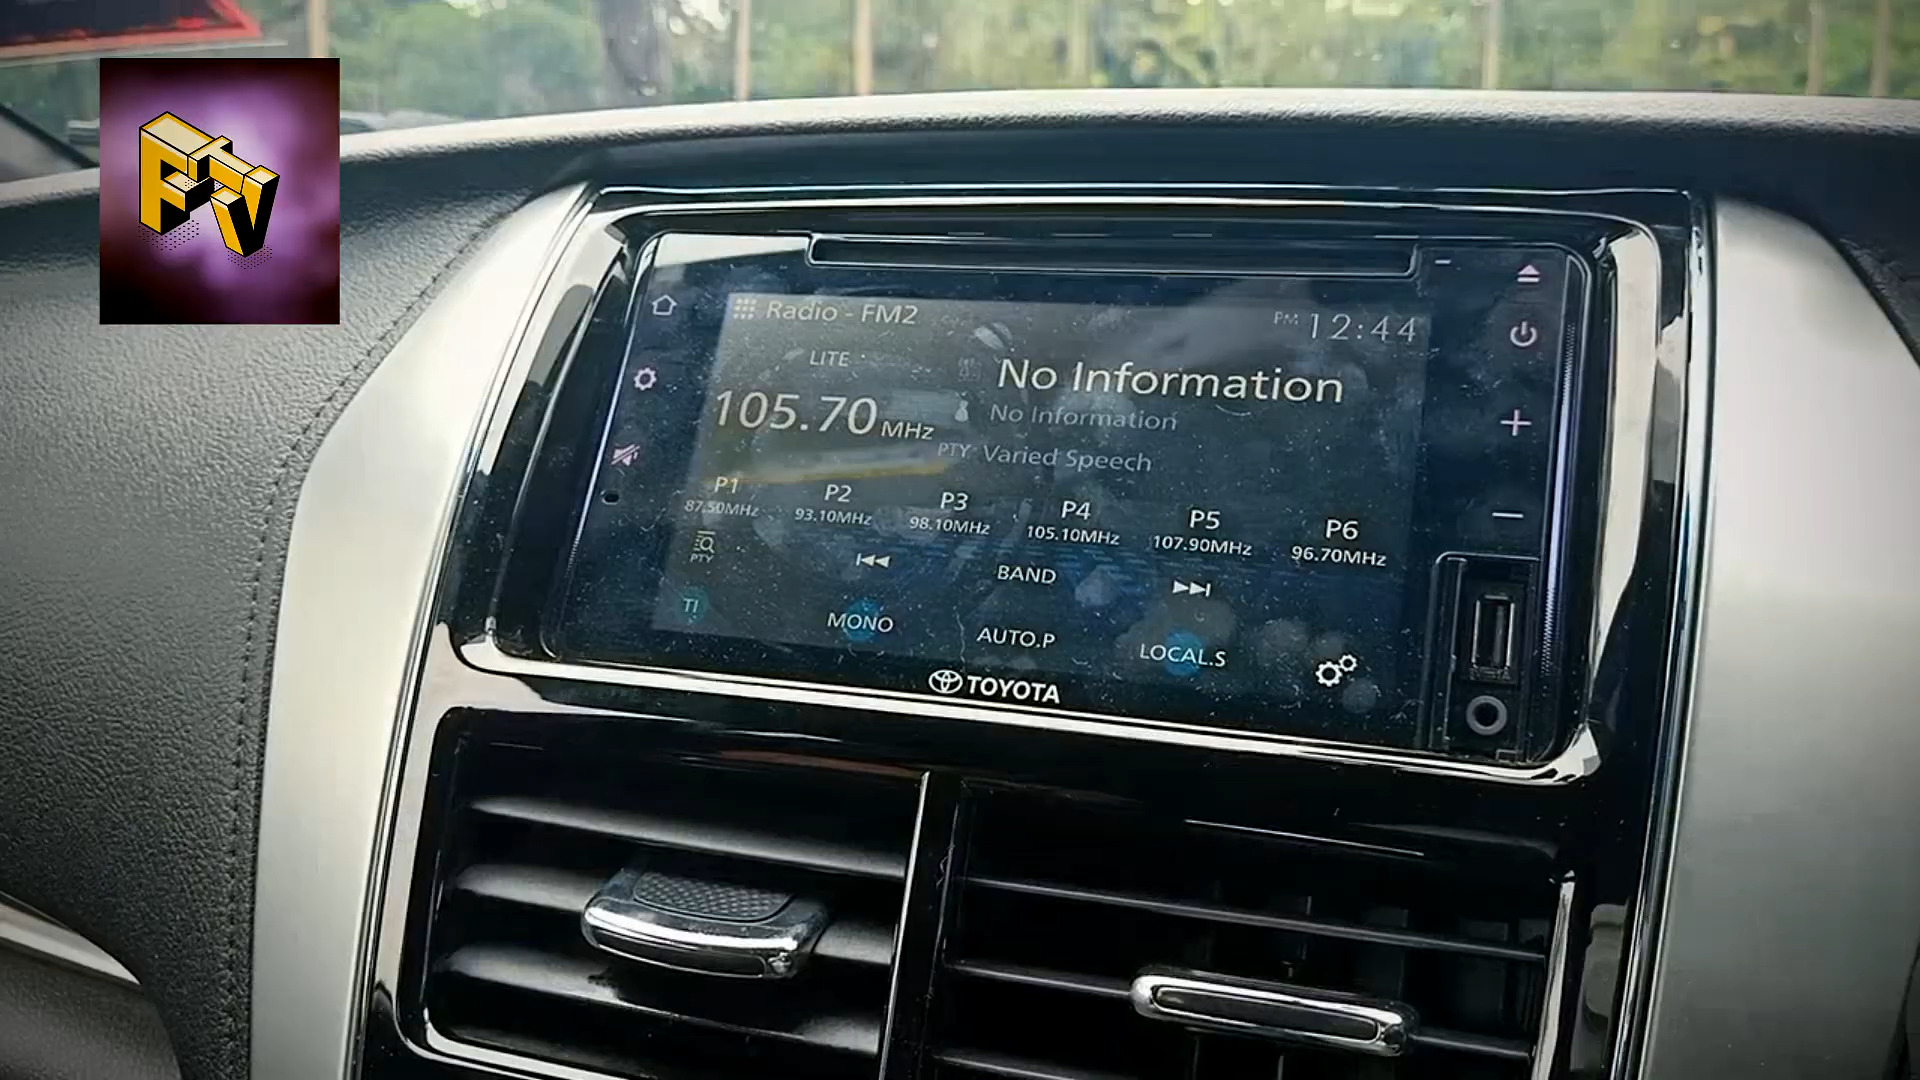 FTV
Radio - FM2
PM 12:44
LITE
No Information
105.70 MHz
No Information
PTY Varied Speech
P1 P2 P3 P4 P5 P6
87.50MHz 93.10MHz 98.10MHz 105.10MHz 107.90MHz 96.70MHz
PTY
BAND
TI MONO AUTO.P LOCAL.S
TOYOTA